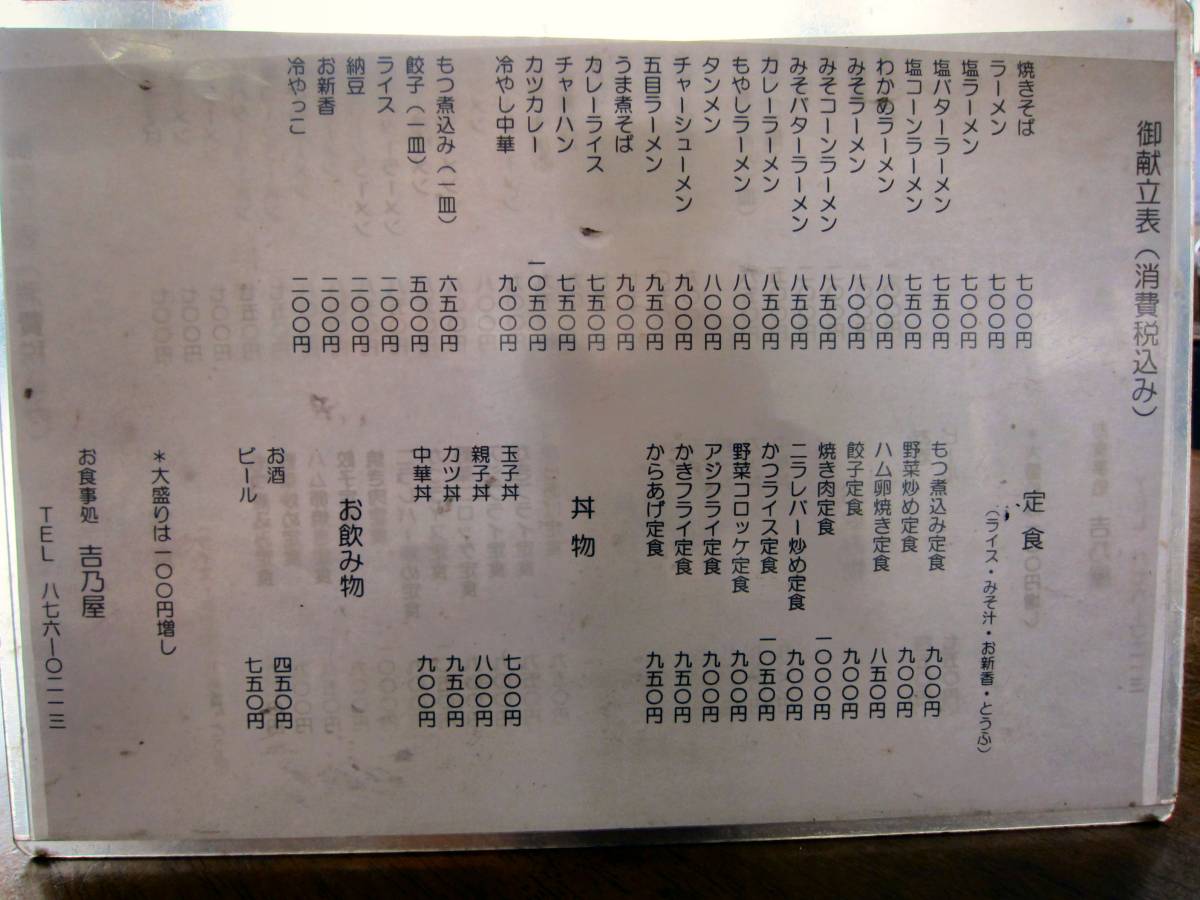 御献立表（消費税込み）
焼きそば 七〇〇円
ラーメン 七〇〇円
塩ラーメン 七〇〇円
塩バターラーメン 七五〇円
塩コーンラーメン 七五〇円
わかめラーメン 八〇〇円
みそラーメン 八〇〇円
みそコーンラーメン 八五〇円
みそバターラーメン 八五〇円
カレーラーメン 八五〇円
もやしラーメン 八〇〇円
タンメン 八〇〇円
チャーシューメン 九〇〇円
五目ラーメン 九五〇円
うま煮そば 九〇〇円
カレーライス 七五〇円
チャーハン 七五〇円
カツカレー 一〇五〇円
冷やし中華 九〇〇円
もつ煮込み（一皿） 六五〇円
餃子（一皿） 五〇〇円
ライス 二〇〇円
納豆 二〇〇円
お新香 二〇〇円
冷やっこ 二〇〇円
定食
（ライス・みそ汁・お新香・とうふ）
もつ煮込み定食 九〇〇円
野菜炒め定食 九〇〇円
ハム卵焼き定食 八五〇円
餃子定食 九〇〇円
焼き肉定食 一〇〇〇円
ニラレバー炒め定食 九〇〇円
かつライス定食 一〇五〇円
野菜コロッケ定食 九〇〇円
アジフライ定食 九〇〇円
かきフライ定食 九五〇円
からあげ定食 九五〇円
丼物
玉子丼 七〇〇円
親子丼 八〇〇円
カツ丼 九五〇円
中華丼 九〇〇円
お飲み物
お酒 四五〇円
ビール 七五〇円
＊大盛りは一〇〇円増し
お食事処 吉乃屋
TEL 八七六ー〇二一三